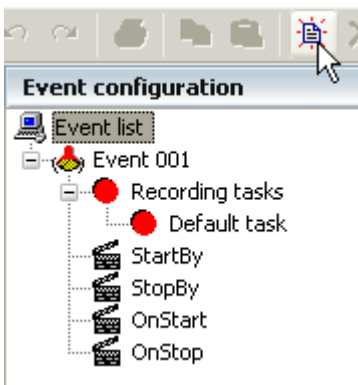 Event configuration
Event list
Event 001
Recording tasks
Default task
StartBy
StopBy
OnStart
OnStop